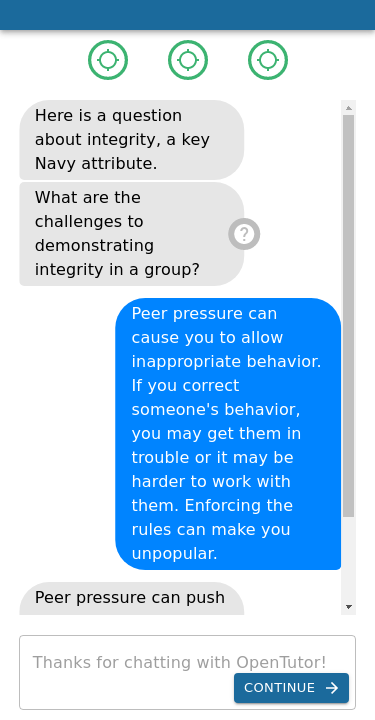 Here is a question
about integrity, a key
Navy attribute.
What are the
challenges to
demonstrating
integrity in a group?
?
Peer pressure can
cause you to allow
inappropriate behavior.
If you correct
someone's behavior,
you may get them in
trouble or it may be
harder to work with
them. Enforcing the
rules can make you
unpopular.
Peer pressure can push
Thanks for chatting with OpenTutor!
CONTINUE